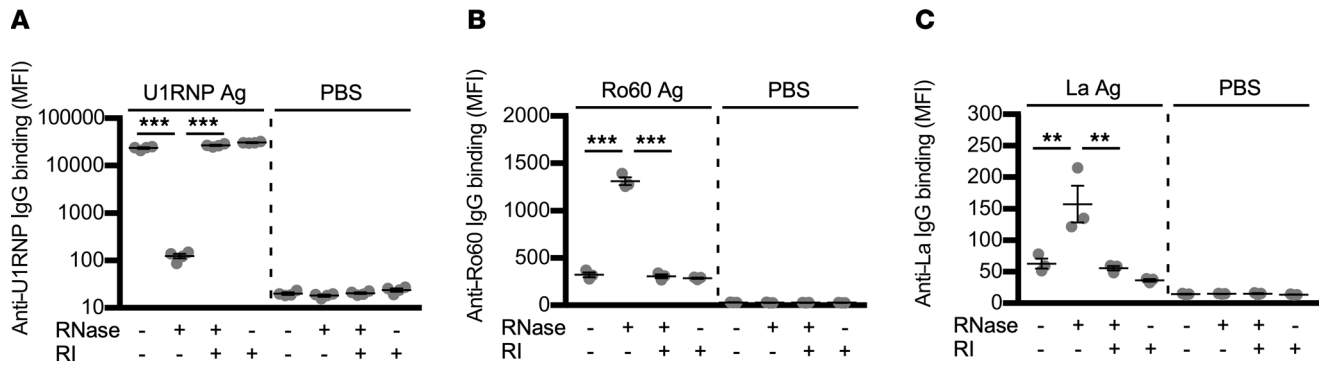 A
Anti-U1RNP IgG binding (MFI)
U1RNP Ag PBS
*** ***
100000
10000
1000
100
10
RNase - + + - - + + -
RI - - + + - - + +
B
Anti-Ro60 IgG binding (MFI)
Ro60 Ag PBS
*** ***
2000
1500
1000
500
0
RNase - + + - - + + -
RI - - + + - - + +
C
Anti-La IgG binding (MFI)
La Ag PBS
** **
300
250
200
150
100
50
0
RNase - + + - - + + -
RI - - + + - - + +